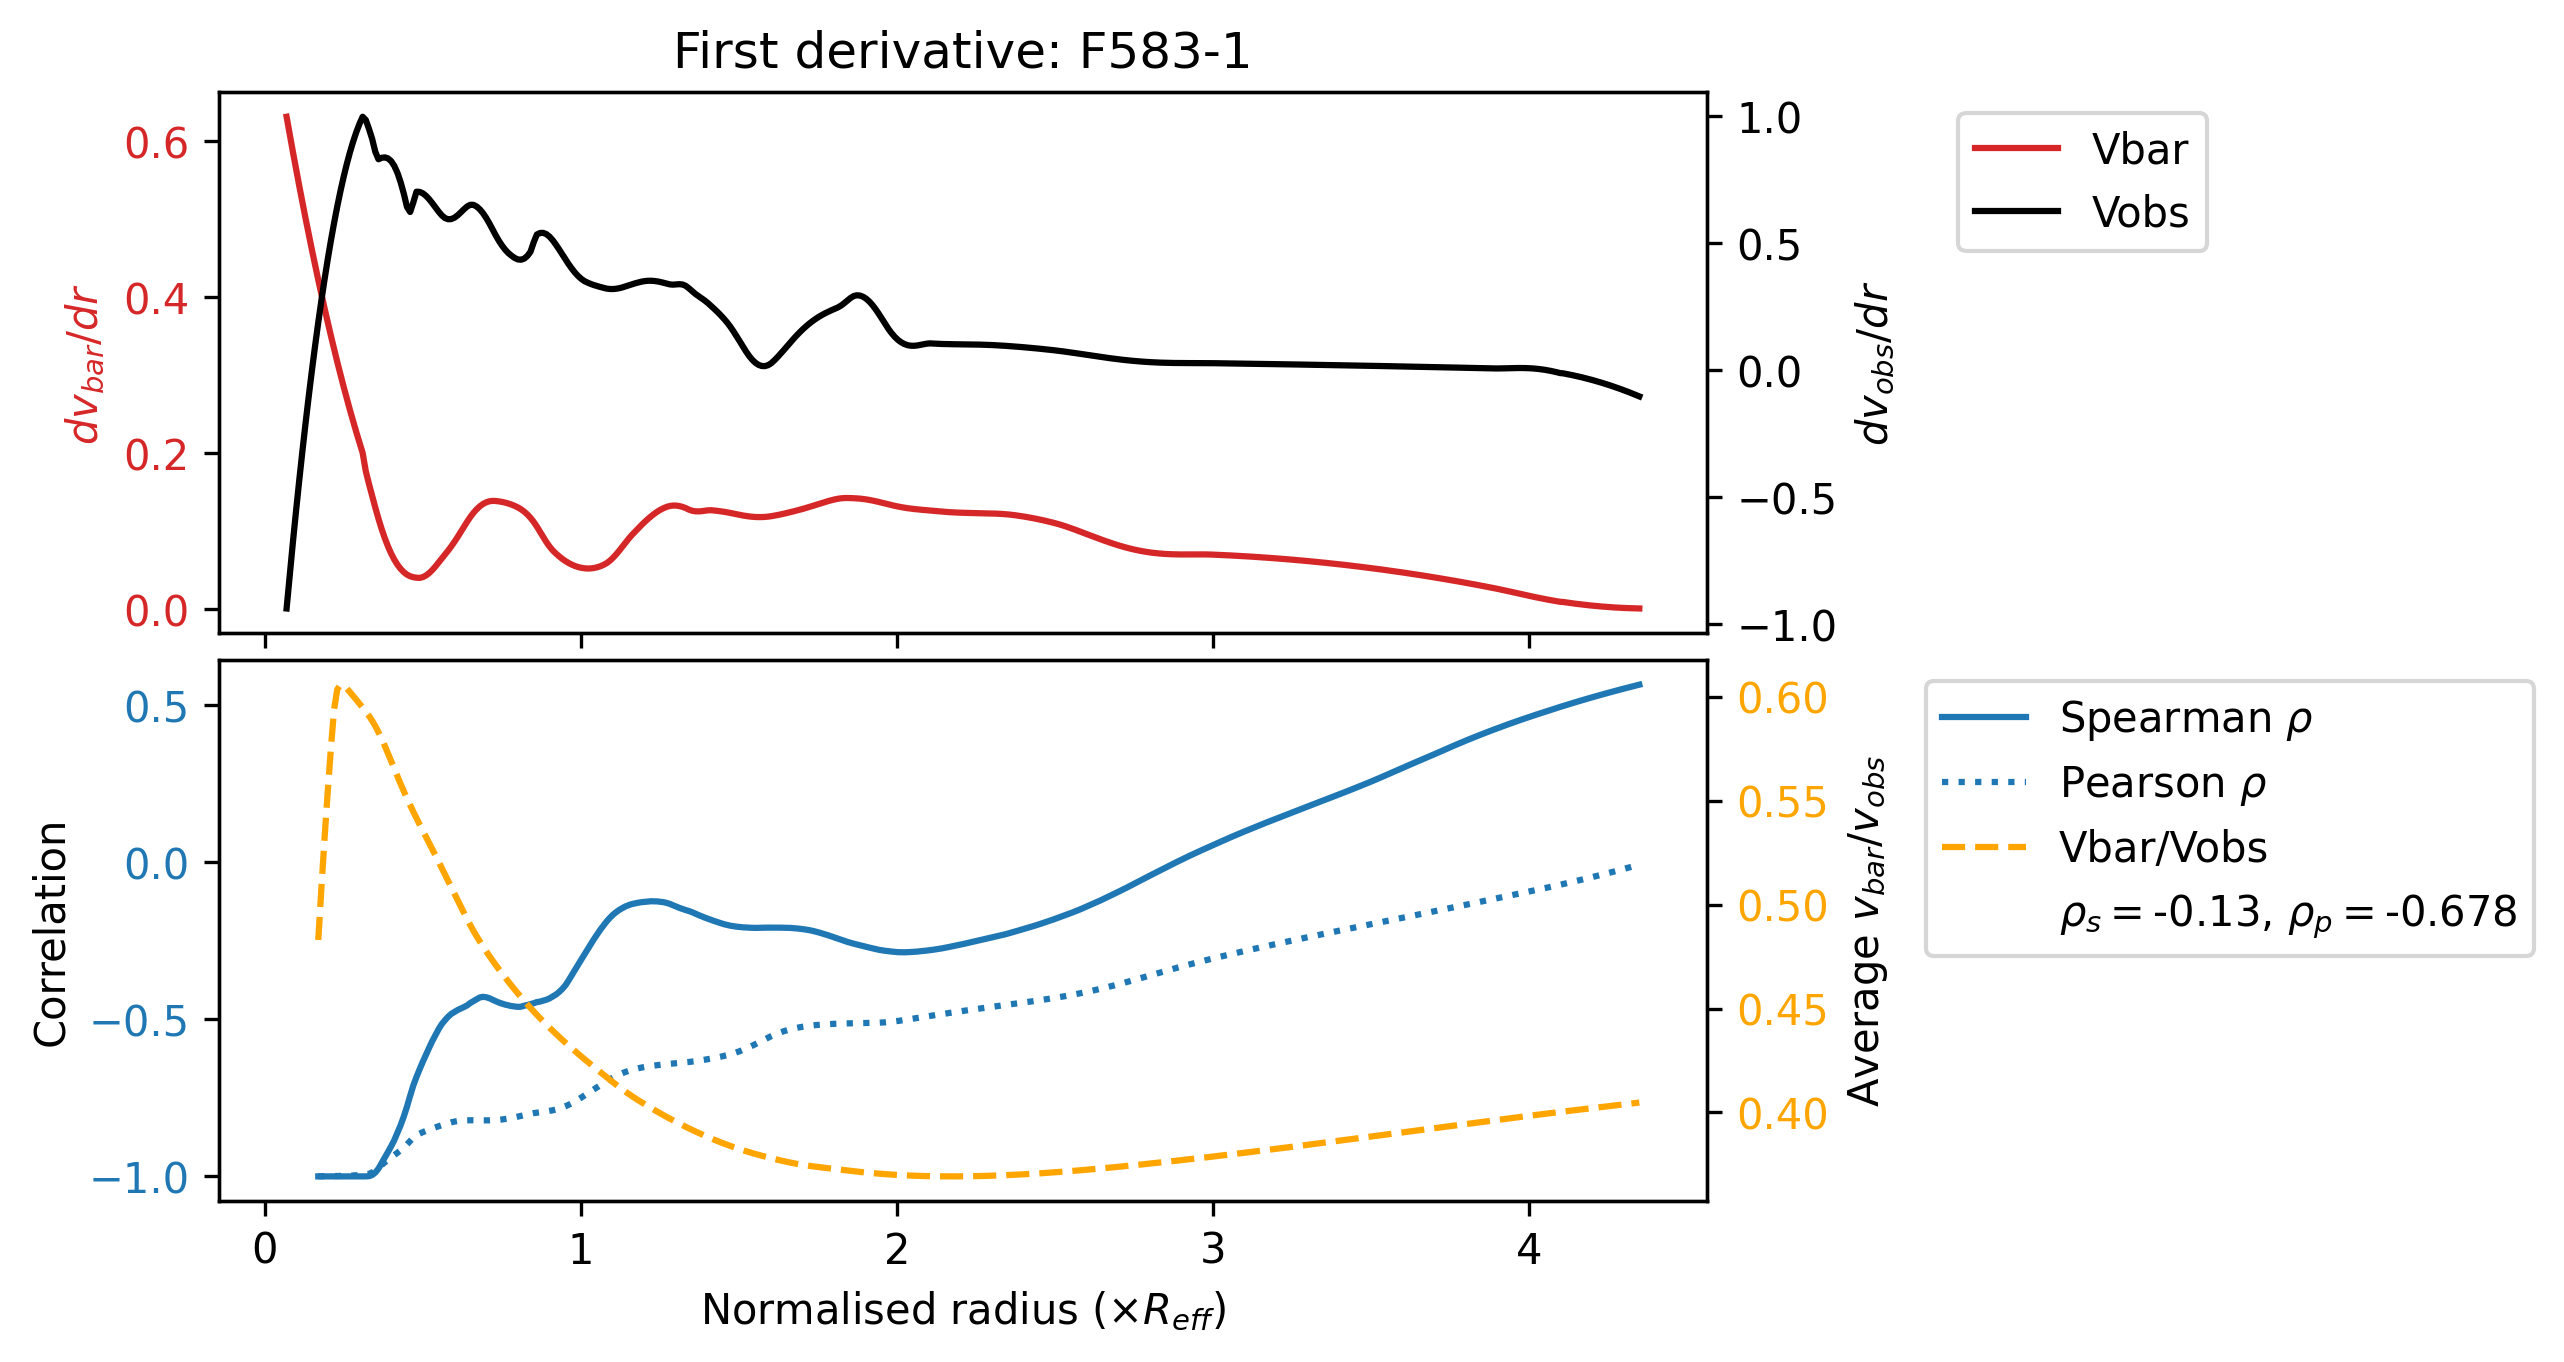 First derivative: F583-1
0.6
0.4
0.2
0.0
dv_bar/dr
1.0
0.5
0.0
−0.5
−1.0
dv_obs/dr
Vbar
Vobs
0.5
0.0
−0.5
−1.0
Correlation
0.60
0.55
0.50
0.45
0.40
Average v_bar/v_obs
Spearman ρ
Pearson ρ
Vbar/Vobs
ρ_s = -0.13, ρ_p = -0.678
0 1 2 3 4
Normalised radius (×R_eff)